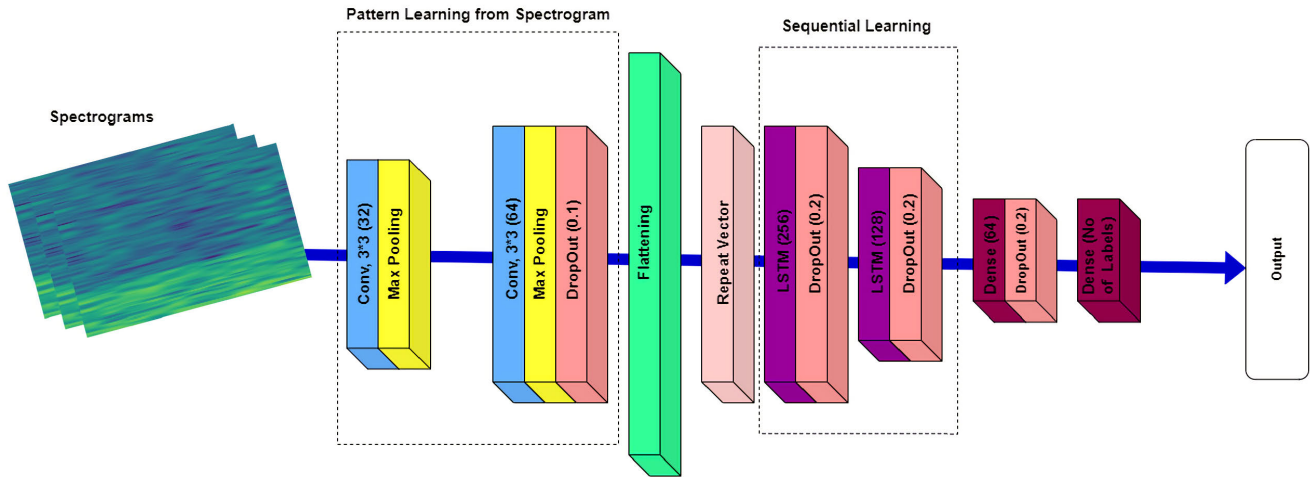 Pattern Learning from Spectrogram
Sequential Learning
Spectrograms
Conv, 3*3 (32)
Max Pooling
Conv, 3*3 (64)
Max Pooling
DropOut (0.1)
Flattening
Repeat Vector
LSTM (256)
DropOut (0.2)
LSTM (128)
DropOut (0.2)
Dense (64)
DropOut (0.2)
Dense (No
of Labels)
Output